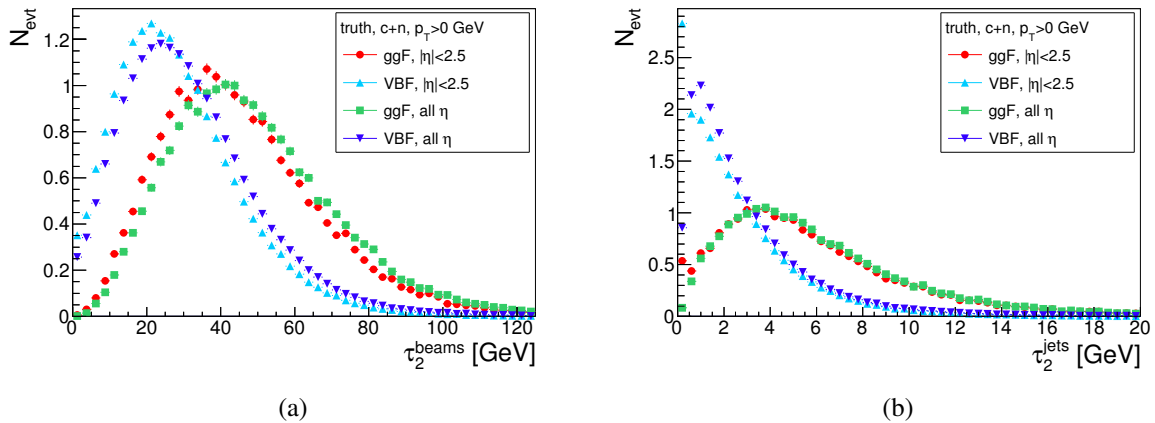 N_evt
1.2
1
0.8
0.6
0.4
0.2
0
0 20 40 60 80 100 120
τ₂^beams [GeV]
truth, c+n, p_T>0 GeV
ggF, |η|<2.5
VBF, |η|<2.5
ggF, all η
VBF, all η
(a)
N_evt
2.5
2
1.5
1
0.5
0
0 2 4 6 8 10 12 14 16 18 20
τ₂^jets [GeV]
truth, c+n, p_T>0 GeV
ggF, |η|<2.5
VBF, |η|<2.5
ggF, all η
VBF, all η
(b)